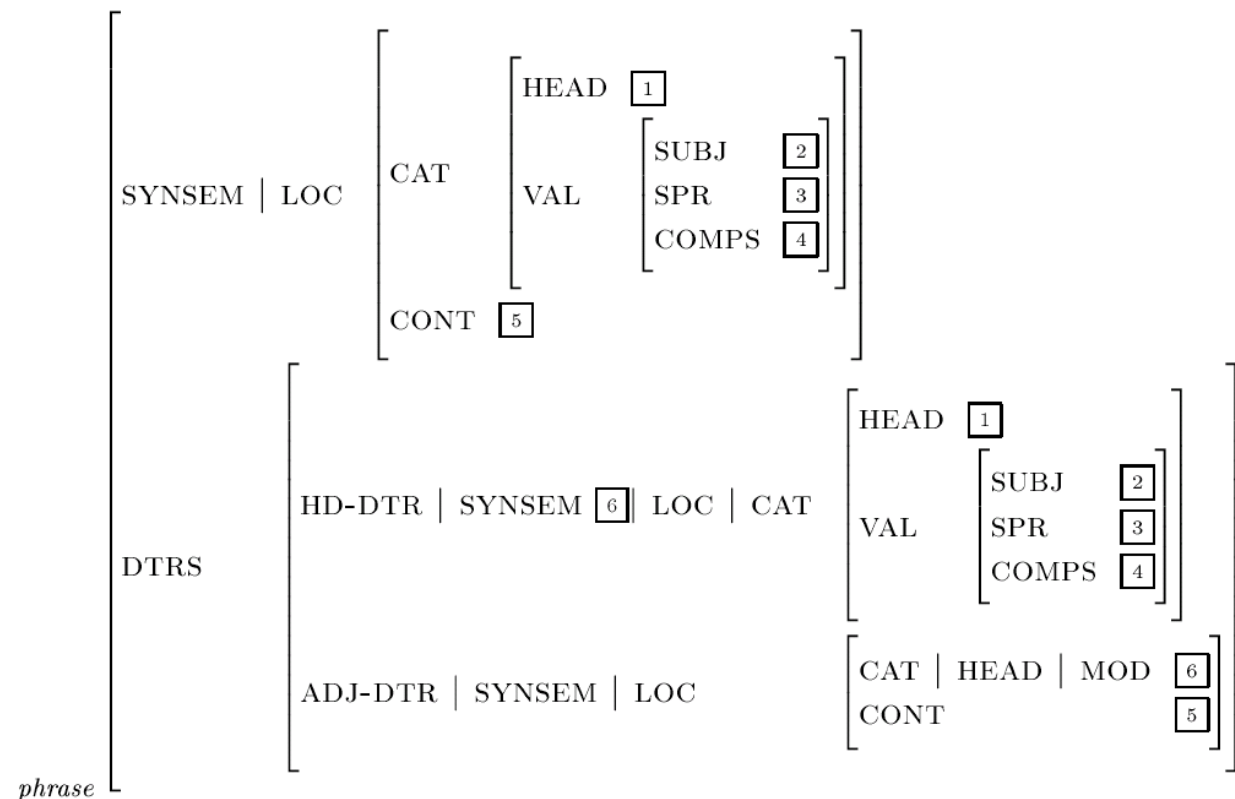 HEAD 1
SUBJ 2
CAT
SYNSEM | LOC
VAL
SPR 3
COMPS 4
CONT 5
HEAD 1
SUBJ 2
HD-DTR | SYNSEM 6 | LOC | CAT
VAL
SPR 3
COMPS 4
DTRS
CAT | HEAD | MOD 6
ADJ-DTR | SYNSEM | LOC
CONT 5
phrase